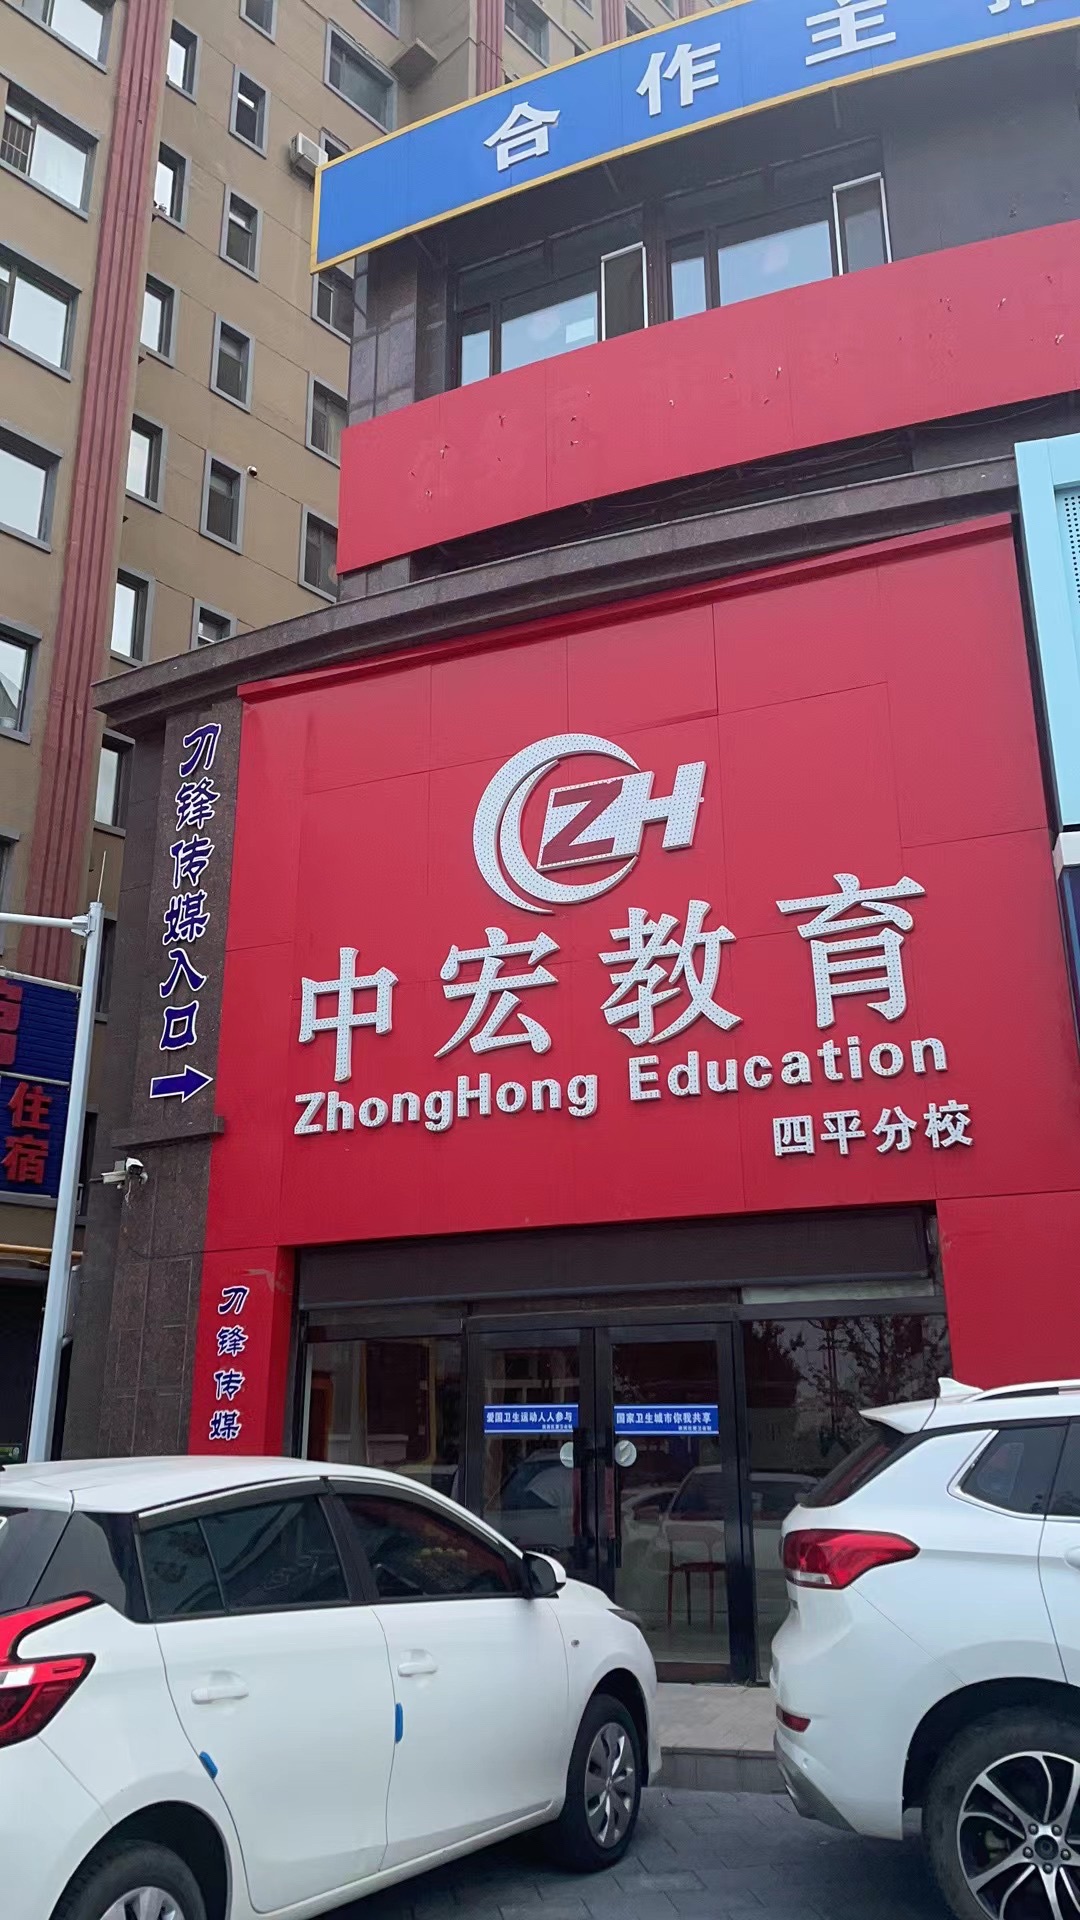 合作主
刀锋传媒入口
ZH
中宏教育
ZhongHong Education
四平分校
住宿
刀锋传媒
爱国卫生运动人人参与
国家卫生城市你我共享